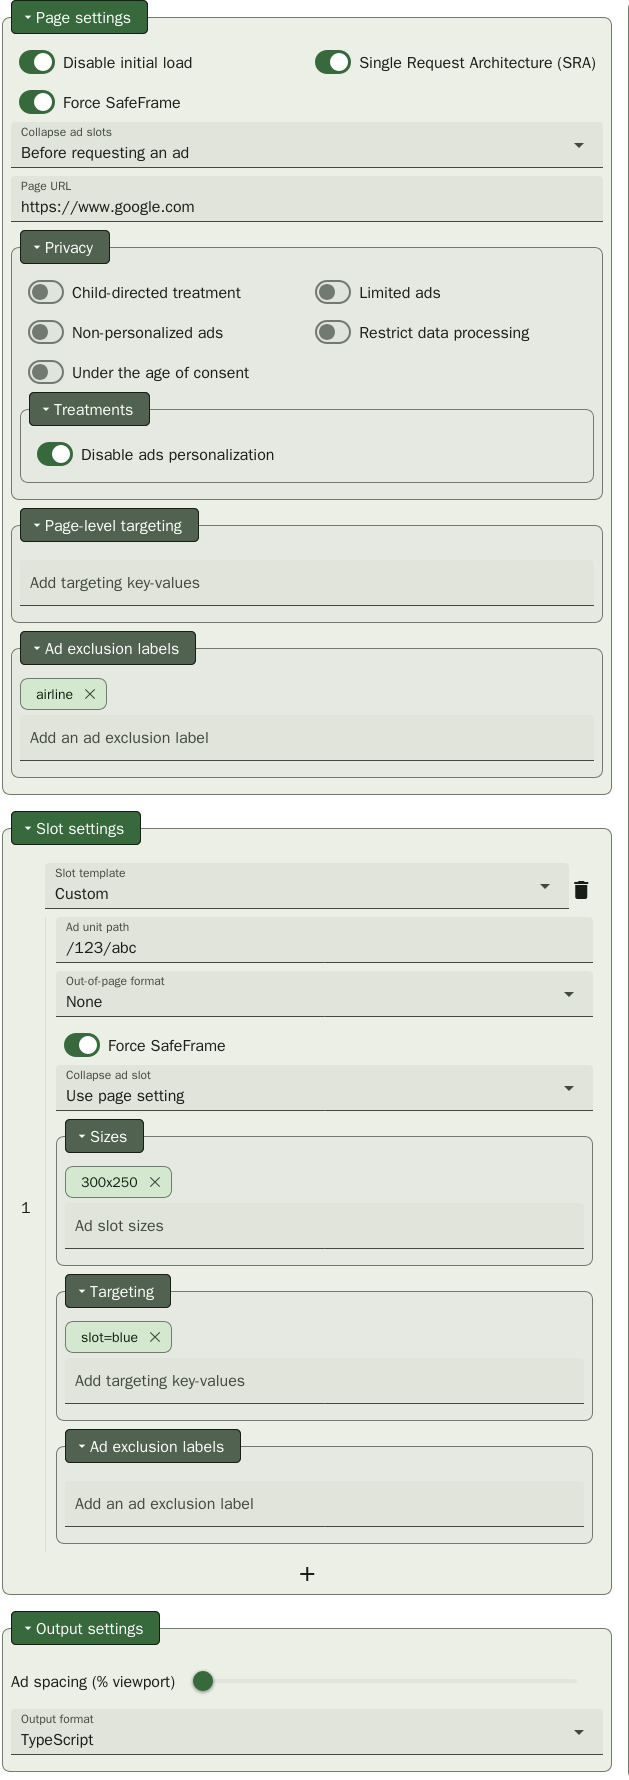 Page settings
Disable initial load
Single Request Architecture (SRA)
Force SafeFrame
Collapse ad slots
Before requesting an ad
Page URL
https://www.google.com
Privacy
Child-directed treatment
Limited ads
Non-personalized ads
Restrict data processing
Under the age of consent
Treatments
Disable ads personalization
Page-level targeting
Add targeting key-values
Ad exclusion labels
airline
Add an ad exclusion label
Slot settings
Slot template
Custom
Ad unit path
/123/abc
Out-of-page format
None
Force SafeFrame
Collapse ad slot
Use page setting
Sizes
300x250
1
Ad slot sizes
Targeting
slot=blue
Add targeting key-values
Ad exclusion labels
Add an ad exclusion label
+
Output settings
Ad spacing (% viewport)
Output format
TypeScript